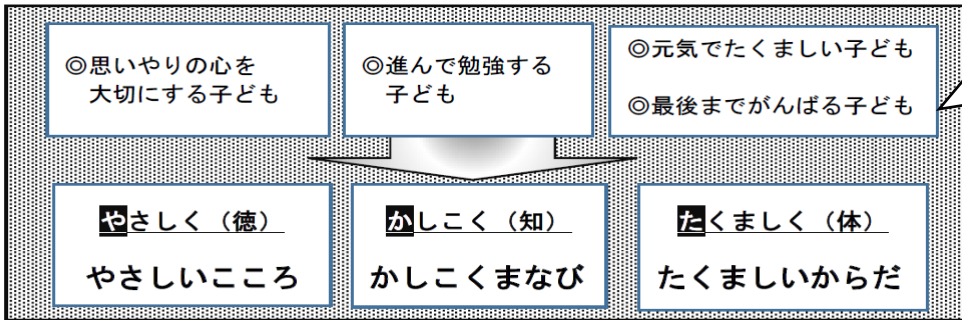 ◎思いやりの心を
大切にする子ども
◎進んで勉強する
子ども
◎元気でたくましい子ども
◎最後までがんばる子ども
やさしく（徳）
やさしいこころ
かしこく（知）
かしこくまなび
たくましく（体）
たくましいからだ